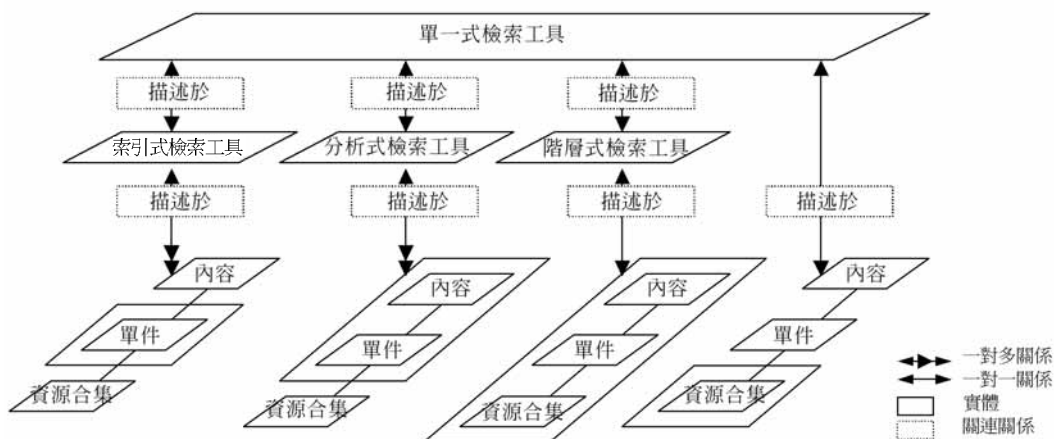 單一式檢索工具
描述於
描述於
描述於
索引式檢索工具
分析式檢索工具
階層式檢索工具
描述於
描述於
描述於
描述於
內容
內容
內容
內容
單件
單件
單件
單件
資源合集
資源合集
資源合集
資源合集
一對多關係
一對一關係
實體
關連關係